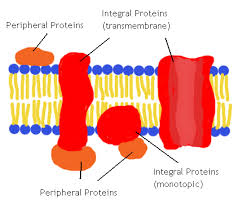 Peripheral Proteins
Integral Proteins
(transmembrane)
Peripheral Proteins
Integral Proteins
(monotopic)